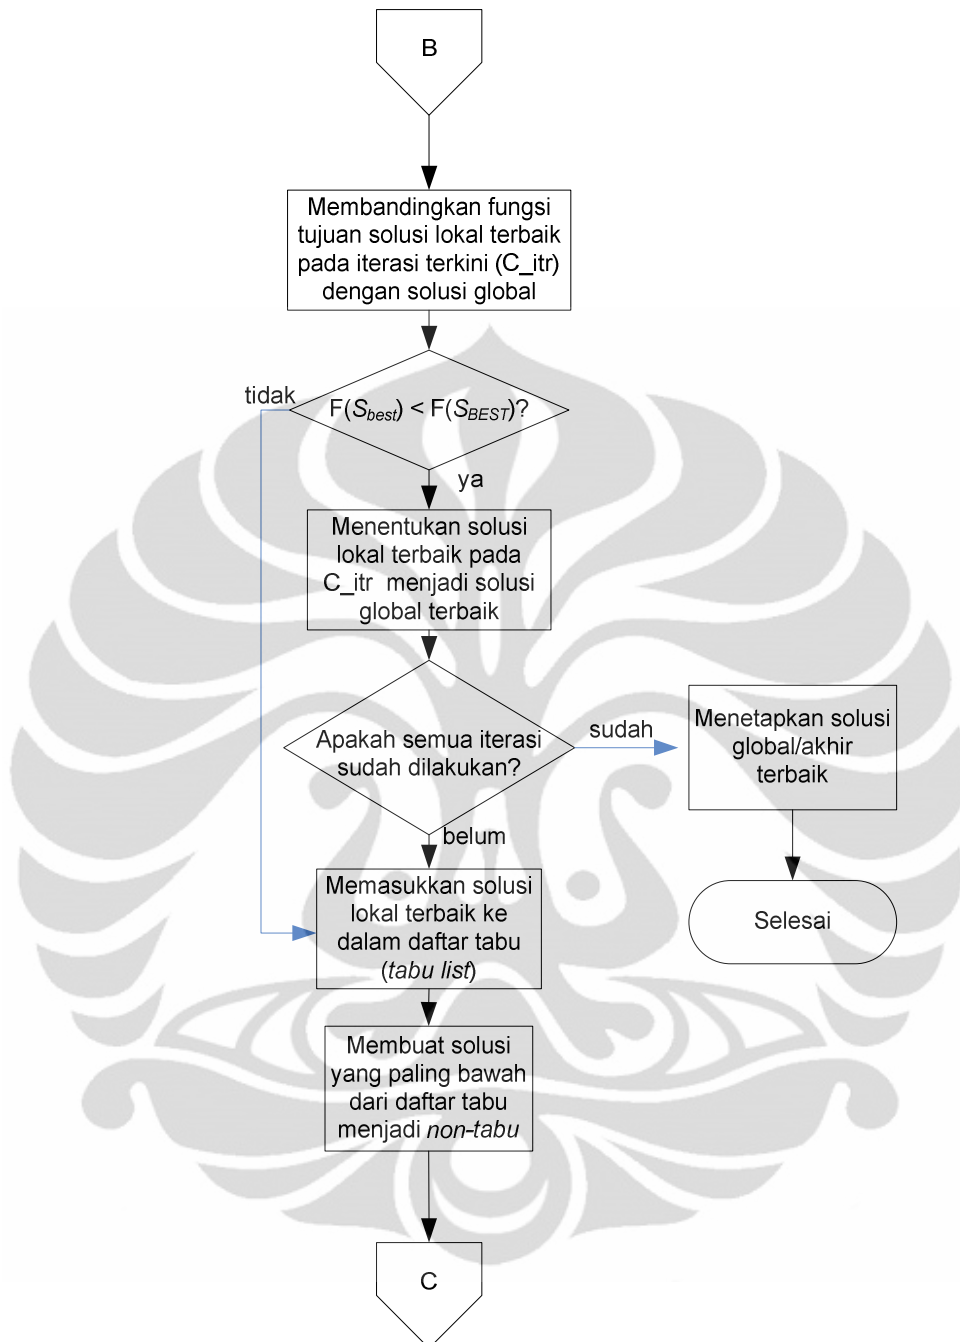 B
Membandingkan fungsi
tujuan solusi lokal terbaik
pada iterasi terkini (C_itr)
dengan solusi global
tidak
F(Sbest) < F(SBEST)?
ya
Menentukan solusi
lokal terbaik pada
C_itr menjadi solusi
global terbaik
Apakah semua iterasi
sudah dilakukan?
sudah
Menetapkan solusi
global/akhir
terbaik
belum
Memasukkan solusi
lokal terbaik ke
dalam daftar tabu
(tabu list)
Selesai
Membuat solusi
yang paling bawah
dari daftar tabu
menjadi non-tabu
C